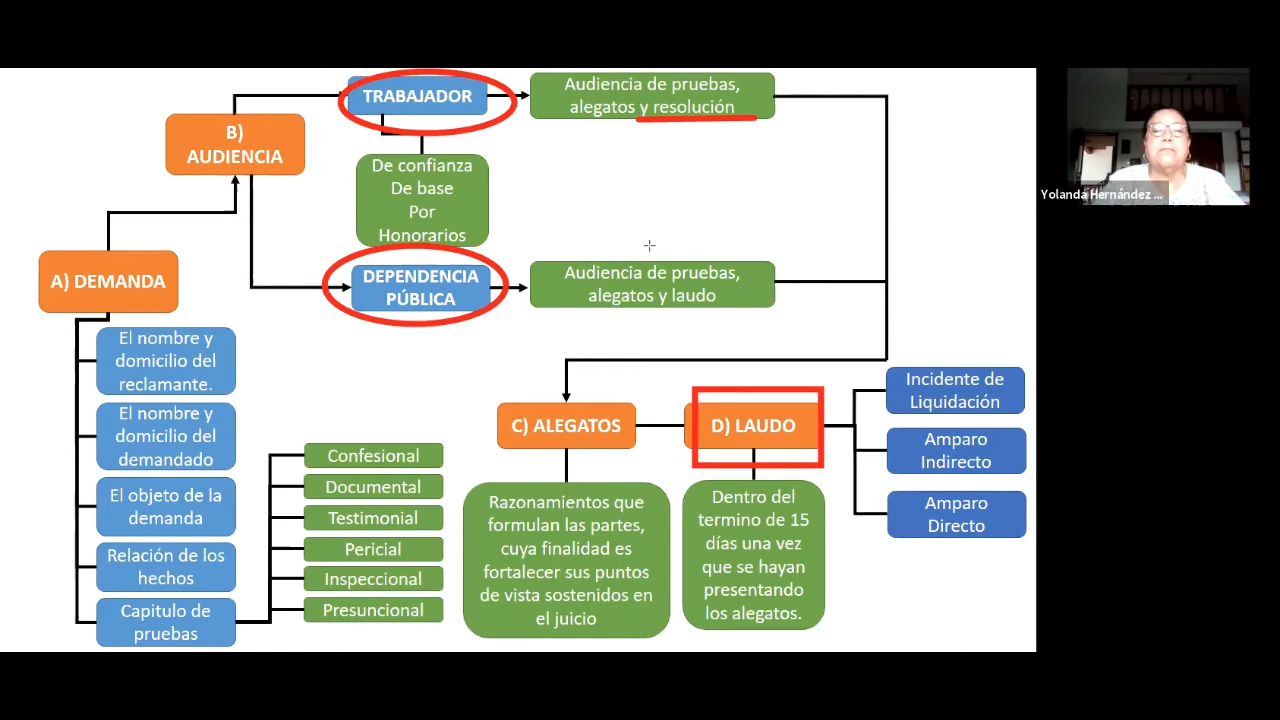 TRABAJADOR
Audiencia de pruebas,
alegatos y resolución
B)
AUDIENCIA
De confianza
De base
Por
Honorarios
Yolanda Hernández ...
A) DEMANDA
DEPENDENCIA
PÚBLICA
Audiencia de pruebas,
alegatos y laudo
El nombre y
domicilio del
reclamante.
El nombre y
domicilio del
demandado
El objeto de la
demanda
Relación de los
hechos
Capitulo de
pruebas
Confesional
Documental
Testimonial
Pericial
Inspeccional
Presuncional
C) ALEGATOS
Razonamientos que
formulan las partes,
cuya finalidad es
fortalecer sus puntos
de vista sostenidos en
el juicio
D) LAUDO
Dentro del
termino de 15
días una vez
que se hayan
presentando
los alegatos.
Incidente de
Liquidación
Amparo
Indirecto
Amparo
Directo